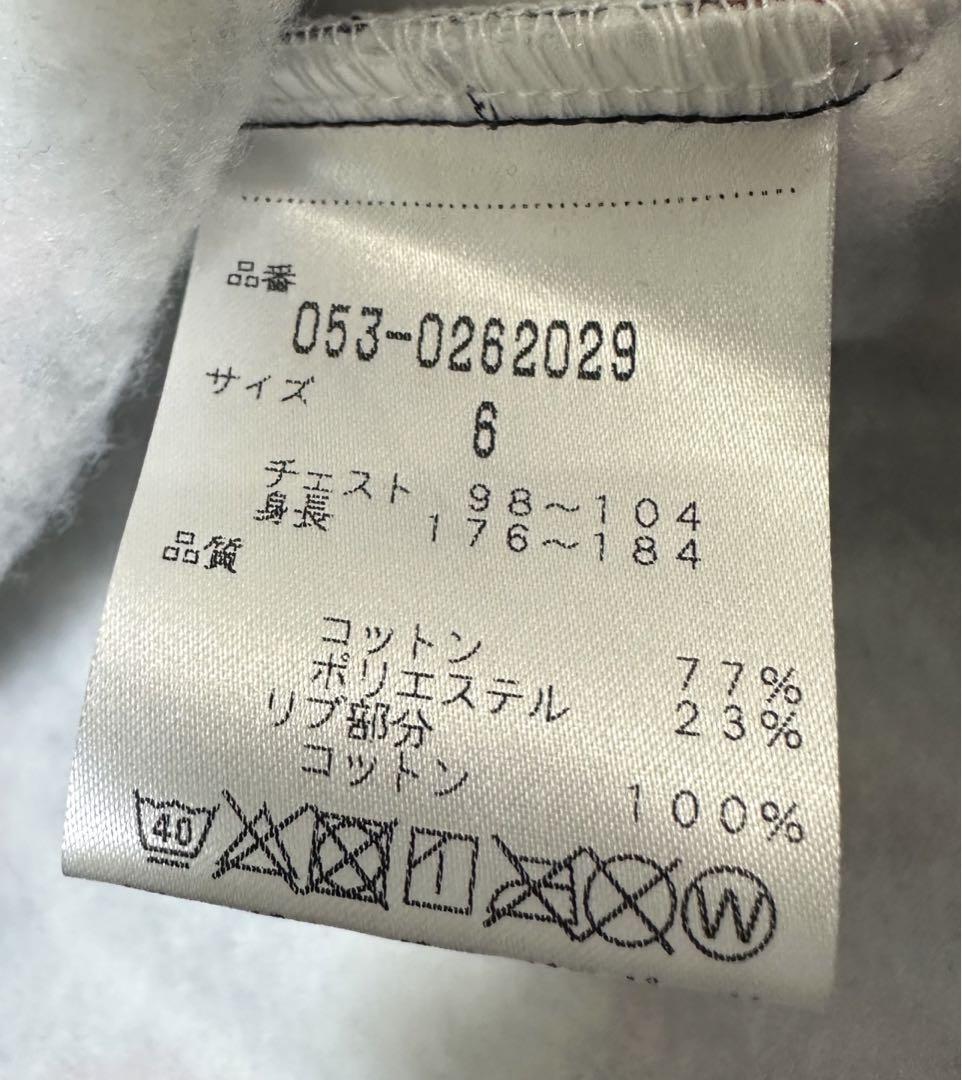 品番
053-0262029
サイズ
6
チェスト 98～104
身長 176～184
品質
コットン 77%
ポリエステル 23%
リブ部分
コットン 100%
40
W